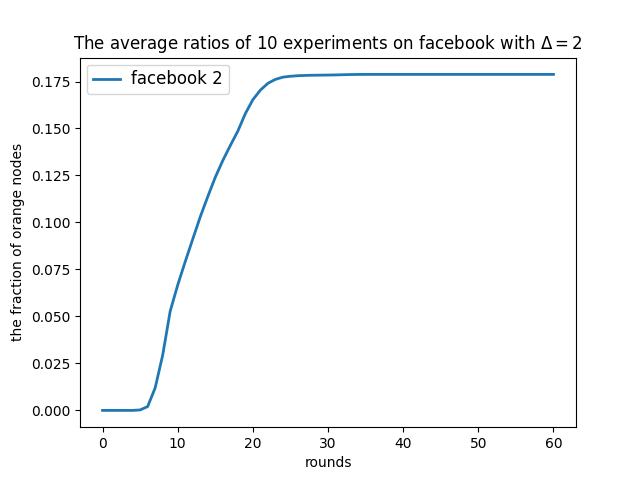 The average ratios of 10 experiments on facebook with Δ = 2
facebook 2
the fraction of orange nodes
0.175
0.150
0.125
0.100
0.075
0.050
0.025
0.000
0 10 20 30 40 50 60
rounds